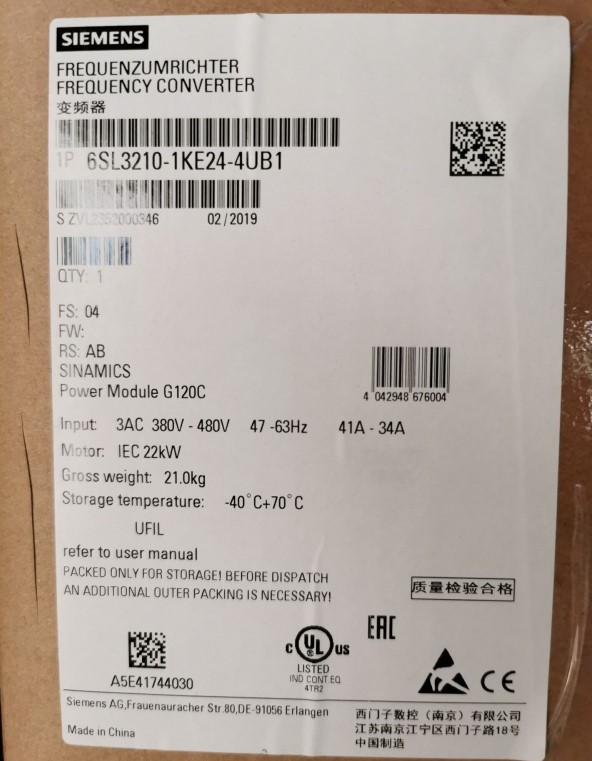 SIEMENS
FREQUENZUMRICHTER
FREQUENCY CONVERTER
变频器
1P 6SL3210-1KE24-4UB1
S ZVL2352000346 02/2019
QTY: 1
FS: 04
FW:
RS: AB
SINAMICS
Power Module G120C
4 042948 676004
Input: 3AC 380V - 480V 47 -63Hz 41A - 34A
Motor: IEC 22kW
Gross weight: 21.0kg
Storage temperature: -40°C+70°C
UFIL
refer to user manual
PACKED ONLY FOR STORAGE! BEFORE DISPATCH
AN ADDITIONAL OUTER PACKING IS NECESSARY!
质量检验合格
A5E41744030
C UL US
LISTED
IND CONT.EQ
4TR2
EAC
CE
Siemens AG,Frauenauracher Str.80,DE-91056 Erlangen
Made in China
西门子数控（南京）有限公司
江苏南京江宁区西门子路18号
中国制造